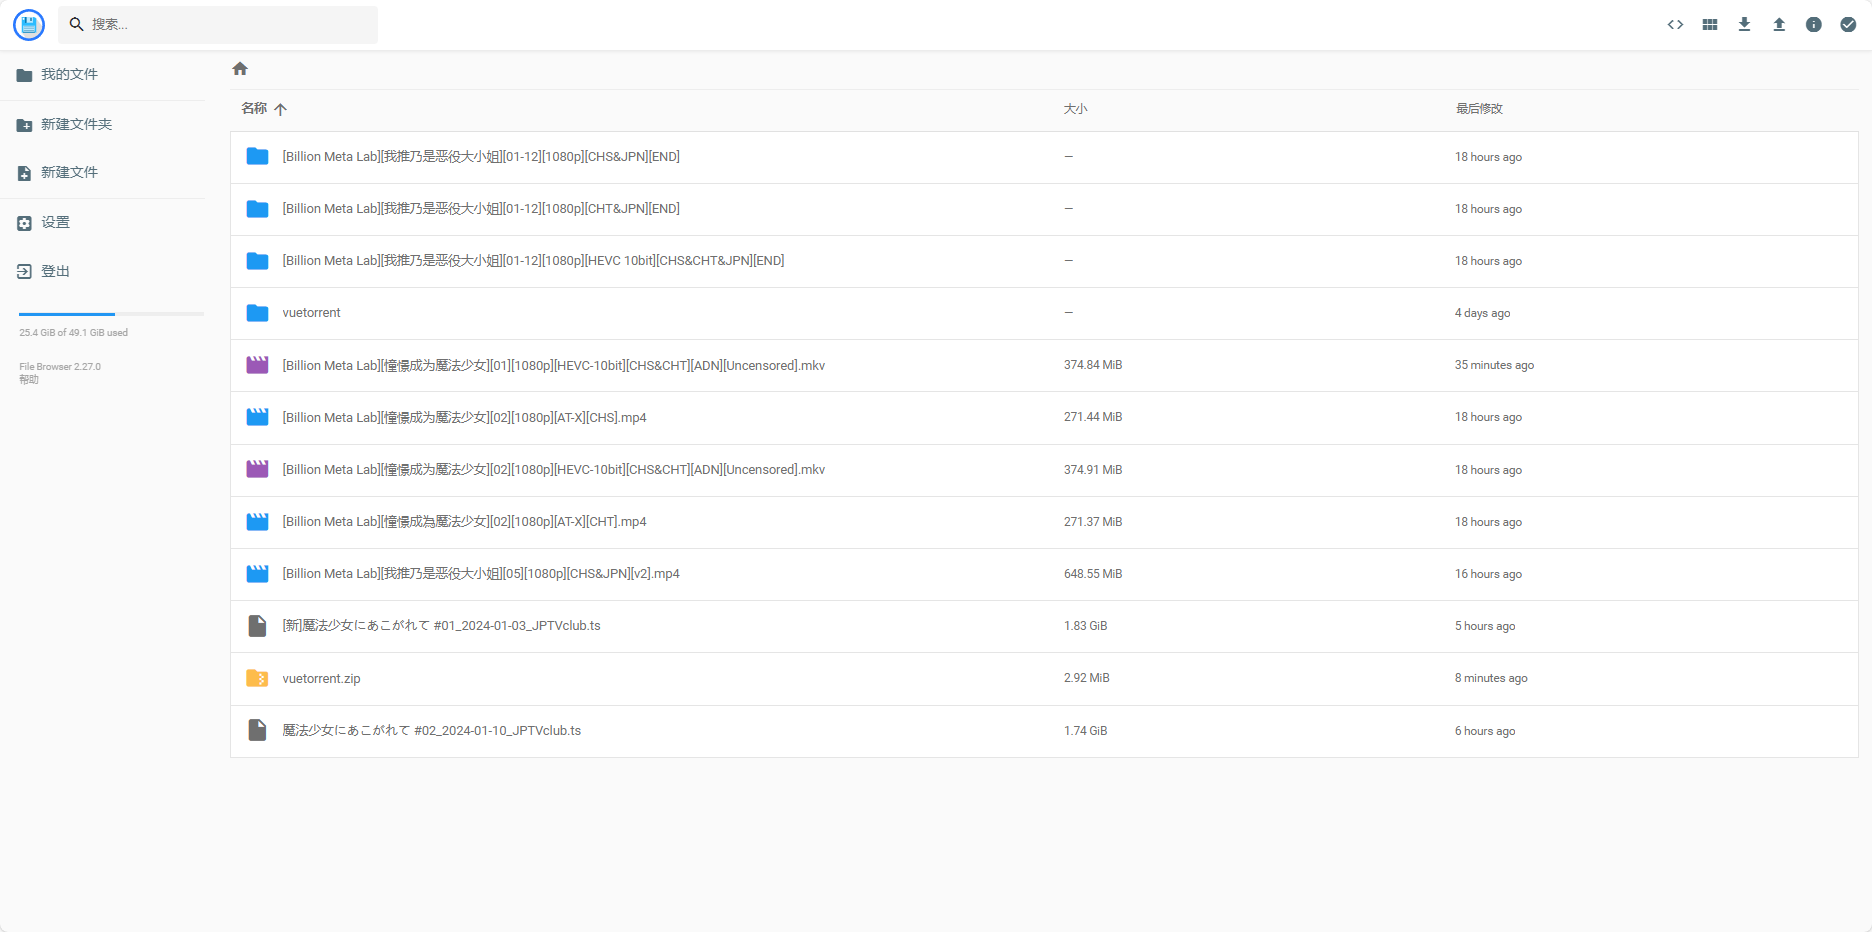 搜索...
我的文件
新建文件夹
新建文件
设置
登出
25.4 GiB of 49.1 GiB used
File Browser 2.27.0
帮助
名称 大小 最后修改
[Billion Meta Lab][我推乃是恶役大小姐][01-12][1080p][CHS&JPN][END] — 18 hours ago
[Billion Meta Lab][我推乃是恶役大小姐][01-12][1080p][CHT&JPN][END] — 18 hours ago
[Billion Meta Lab][我推乃是恶役大小姐][01-12][1080p][HEVC 10bit][CHS&CHT&JPN][END] — 18 hours ago
vuetorrent — 4 days ago
[Billion Meta Lab][憧憬成为魔法少女][01][1080p][HEVC-10bit][CHS&CHT][ADN][Uncensored].mkv 374.84 MiB 35 minutes ago
[Billion Meta Lab][憧憬成为魔法少女][02][1080p][AT-X][CHS].mp4 271.44 MiB 18 hours ago
[Billion Meta Lab][憧憬成为魔法少女][02][1080p][HEVC-10bit][CHS&CHT][ADN][Uncensored].mkv 374.91 MiB 18 hours ago
[Billion Meta Lab][憧憬成為魔法少女][02][1080p][AT-X][CHT].mp4 271.37 MiB 18 hours ago
[Billion Meta Lab][我推乃是恶役大小姐][05][1080p][CHS&JPN][v2].mp4 648.55 MiB 16 hours ago
[新]魔法少女にあこがれて #01_2024-01-03_JPTVclub.ts 1.83 GiB 5 hours ago
vuetorrent.zip 2.92 MiB 8 minutes ago
魔法少女にあこがれて #02_2024-01-10_JPTVclub.ts 1.74 GiB 6 hours ago